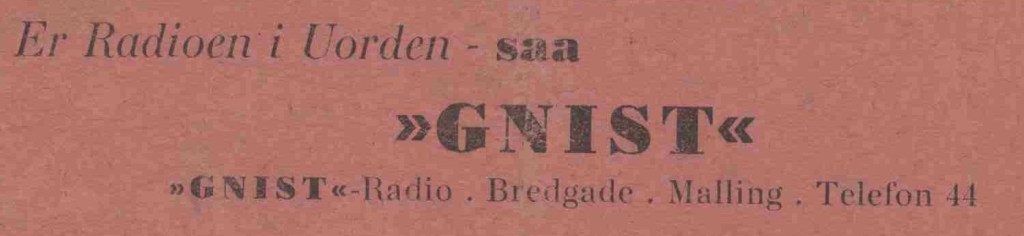 Er Radioen i Uorden - saa
»GNIST«
»GNIST«-Radio . Bredgade . Malling . Telefon 44